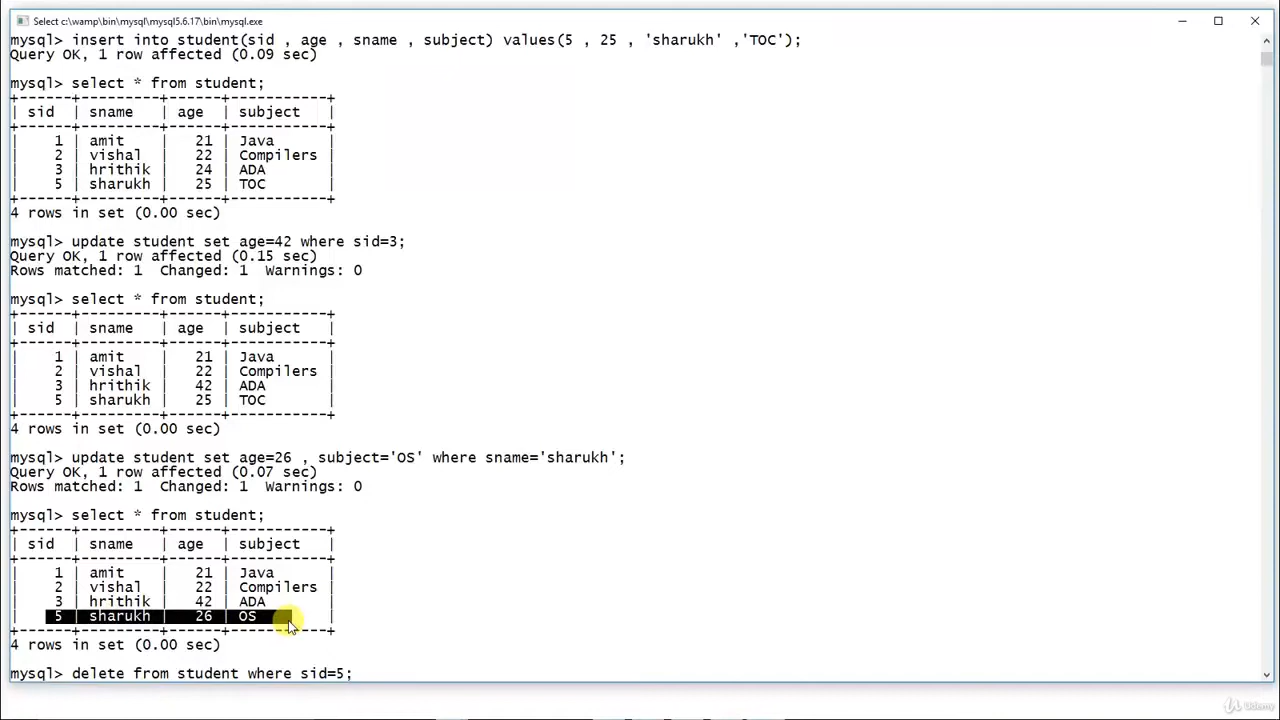 Select c:\wamp\bin\mysql\mysql5.6.17\bin\mysql.exe
mysql> insert into student(sid , age , sname , subject) values(5 , 25 , 'sharukh' ,'TOC');
Query OK, 1 row affected (0.09 sec)
mysql> select * from student;
+------+---------+------+-----------+
| sid  | sname   | age  | subject   |
+------+---------+------+-----------+
|    1 | amit    |   21 | Java      |
|    2 | vishal  |   22 | Compilers |
|    3 | hrithik |   24 | ADA       |
|    5 | sharukh |   25 | TOC       |
+------+---------+------+-----------+
4 rows in set (0.00 sec)
mysql> update student set age=42 where sid=3;
Query OK, 1 row affected (0.15 sec)
Rows matched: 1  Changed: 1  Warnings: 0
mysql> select * from student;
+------+---------+------+-----------+
| sid  | sname   | age  | subject   |
+------+---------+------+-----------+
|    1 | amit    |   21 | Java      |
|    2 | vishal  |   22 | Compilers |
|    3 | hrithik |   42 | ADA       |
|    5 | sharukh |   25 | TOC       |
+------+---------+------+-----------+
4 rows in set (0.00 sec)
mysql> update student set age=26 , subject='OS' where sname='sharukh';
Query OK, 1 row affected (0.07 sec)
Rows matched: 1  Changed: 1  Warnings: 0
mysql> select * from student;
+------+---------+------+-----------+
| sid  | sname   | age  | subject   |
+------+---------+------+-----------+
|    1 | amit    |   21 | Java      |
|    2 | vishal  |   22 | Compilers |
|    3 | hrithik |   42 | ADA       |
|    5 | sharukh |   26 | OS        |
+------+---------+------+-----------+
4 rows in set (0.00 sec)
mysql> delete from student where sid=5;
Udemy